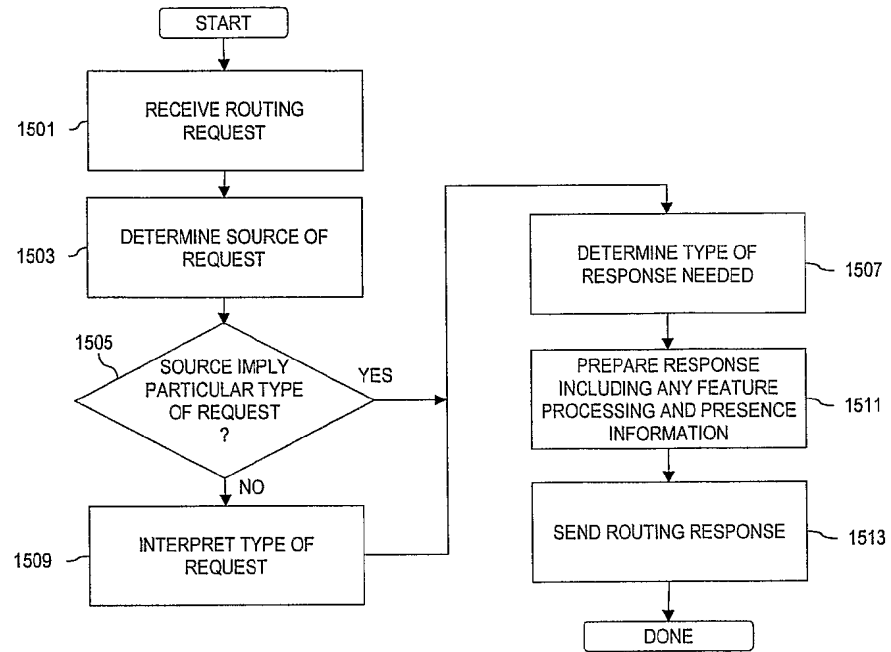 START
1501
RECEIVE ROUTING
REQUEST
1503
DETERMINE SOURCE OF
REQUEST
1505
SOURCE IMPLY
PARTICULAR TYPE
OF REQUEST
?
YES
NO
1509
INTERPRET TYPE OF
REQUEST
DETERMINE TYPE OF
RESPONSE NEEDED
1507
PREPARE RESPONSE
INCLUDING ANY FEATURE
PROCESSING AND PRESENCE
INFORMATION
1511
SEND ROUTING RESPONSE
1513
DONE